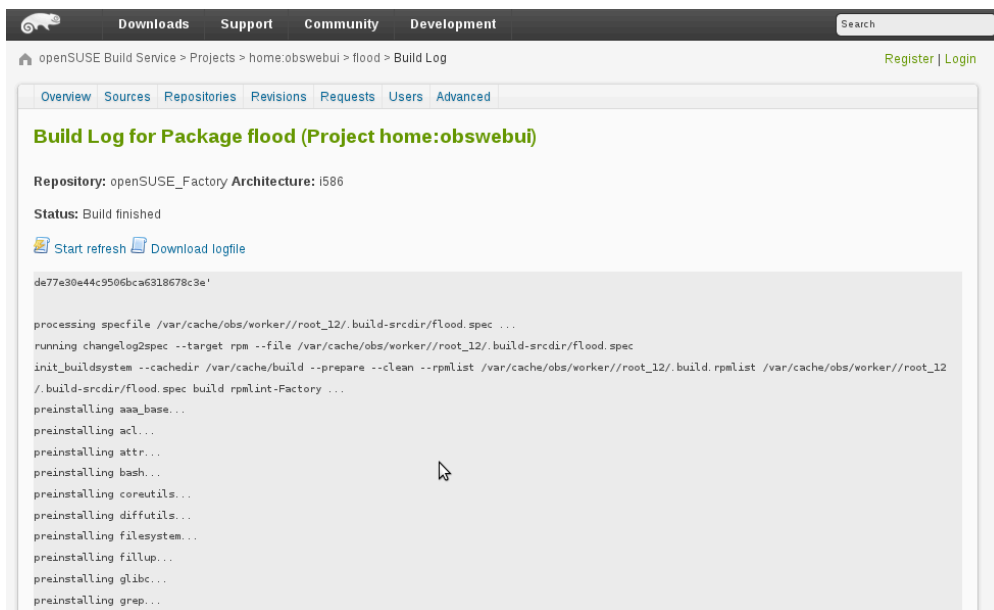 Downloads Support Community Development Search
openSUSE Build Service > Projects > home:obswebui > flood > Build Log Register | Login
Overview Sources Repositories Revisions Requests Users Advanced
Build Log for Package flood (Project home:obswebui)
Repository: openSUSE_Factory Architecture: i586
Status: Build finished
Start refresh Download logfile
de77e30e44c9506bca6318678c3e'
processing specfile /var/cache/obs/worker//root_12/.build-srcdir/flood.spec ...
running changelog2spec --target rpm --file /var/cache/obs/worker//root_12/.build-srcdir/flood.spec
init_buildsystem --cachedir /var/cache/build --prepare --clean --rpmlist /var/cache/obs/worker//root_12/.build.rpmlist /var/cache/obs/worker//root_12
/.build-srcdir/flood.spec build rpmlint-Factory ...
preinstalling aaa_base...
preinstalling acl...
preinstalling attr...
preinstalling bash...
preinstalling coreutils...
preinstalling diffutils...
preinstalling filesystem...
preinstalling fillup...
preinstalling glibc...
preinstalling grep...